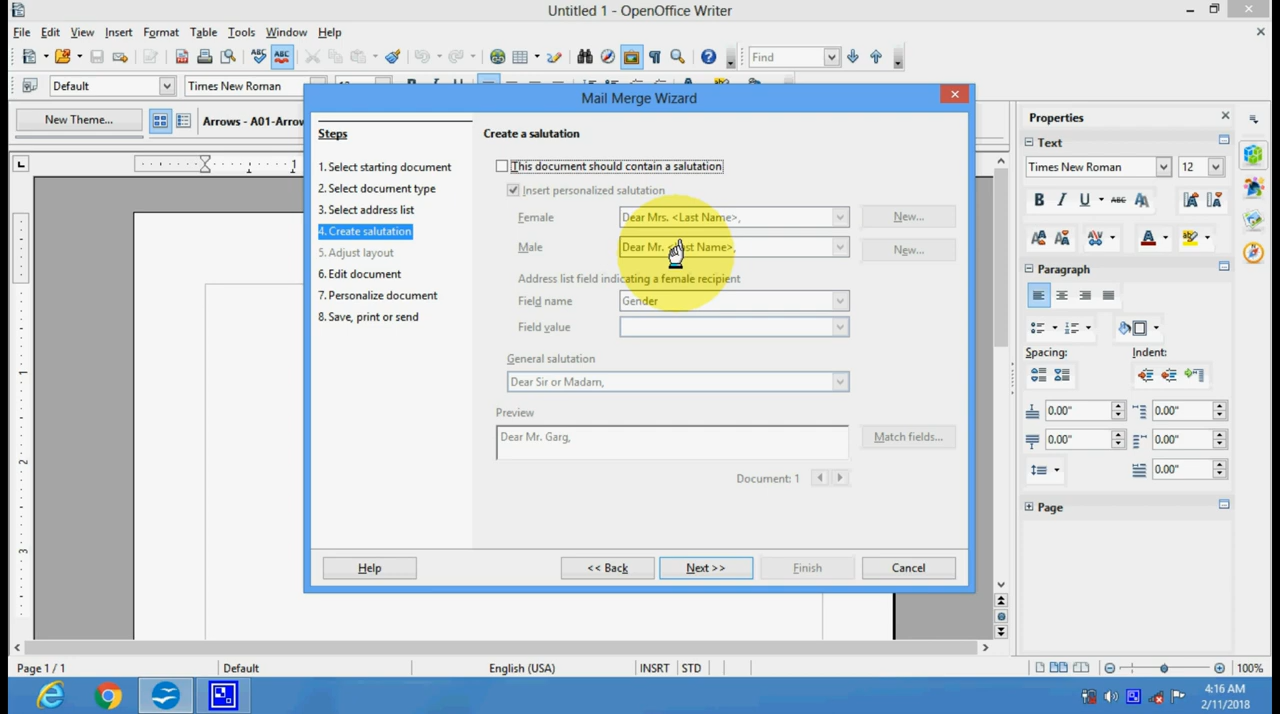 Untitled 1 - OpenOffice Writer
File Edit View Insert Format Table Tools Window Help
Find
Default Times New Roman
New Theme... Arrows - A01-Arrow
Mail Merge Wizard
Steps
1. Select starting document
2. Select document type
3. Select address list
4. Create salutation
5. Adjust layout
6. Edit document
7. Personalize document
8. Save, print or send
Create a salutation
This document should contain a salutation
Insert personalized salutation
Female Dear Mrs. <Last Name>, New...
Male Dear Mr. <Last Name>, New...
Address list field indicating a female recipient
Field name Gender
Field value
General salutation
Dear Sir or Madam,
Preview
Dear Mr. Garg,
Match fields...
Document: 1
Help << Back Next >> Finish Cancel
Properties
Text
Times New Roman 12
B I U ABC
Paragraph
Spacing: Indent:
0.00" 0.00"
0.00" 0.00"
0.00"
Page
1
1
2
3
Page 1 / 1 Default English (USA) INSRT STD 100%
4:16 AM
2/11/2018